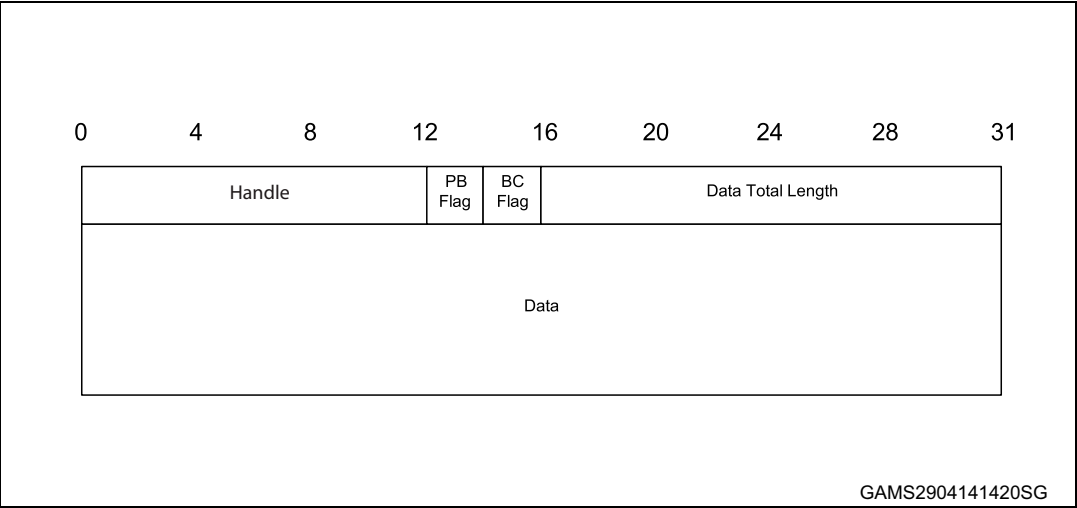 0 4 8 12 16 20 24 28 31
Handle
PB
Flag
BC
Flag
Data Total Length
Data
GAMS2904141420SG